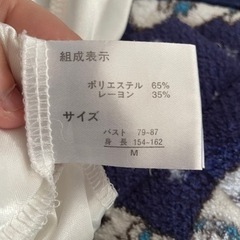 組成表示
ポリエステル 65%
レーヨン 35%
サイズ
バスト 79-87
身長 154-162
M